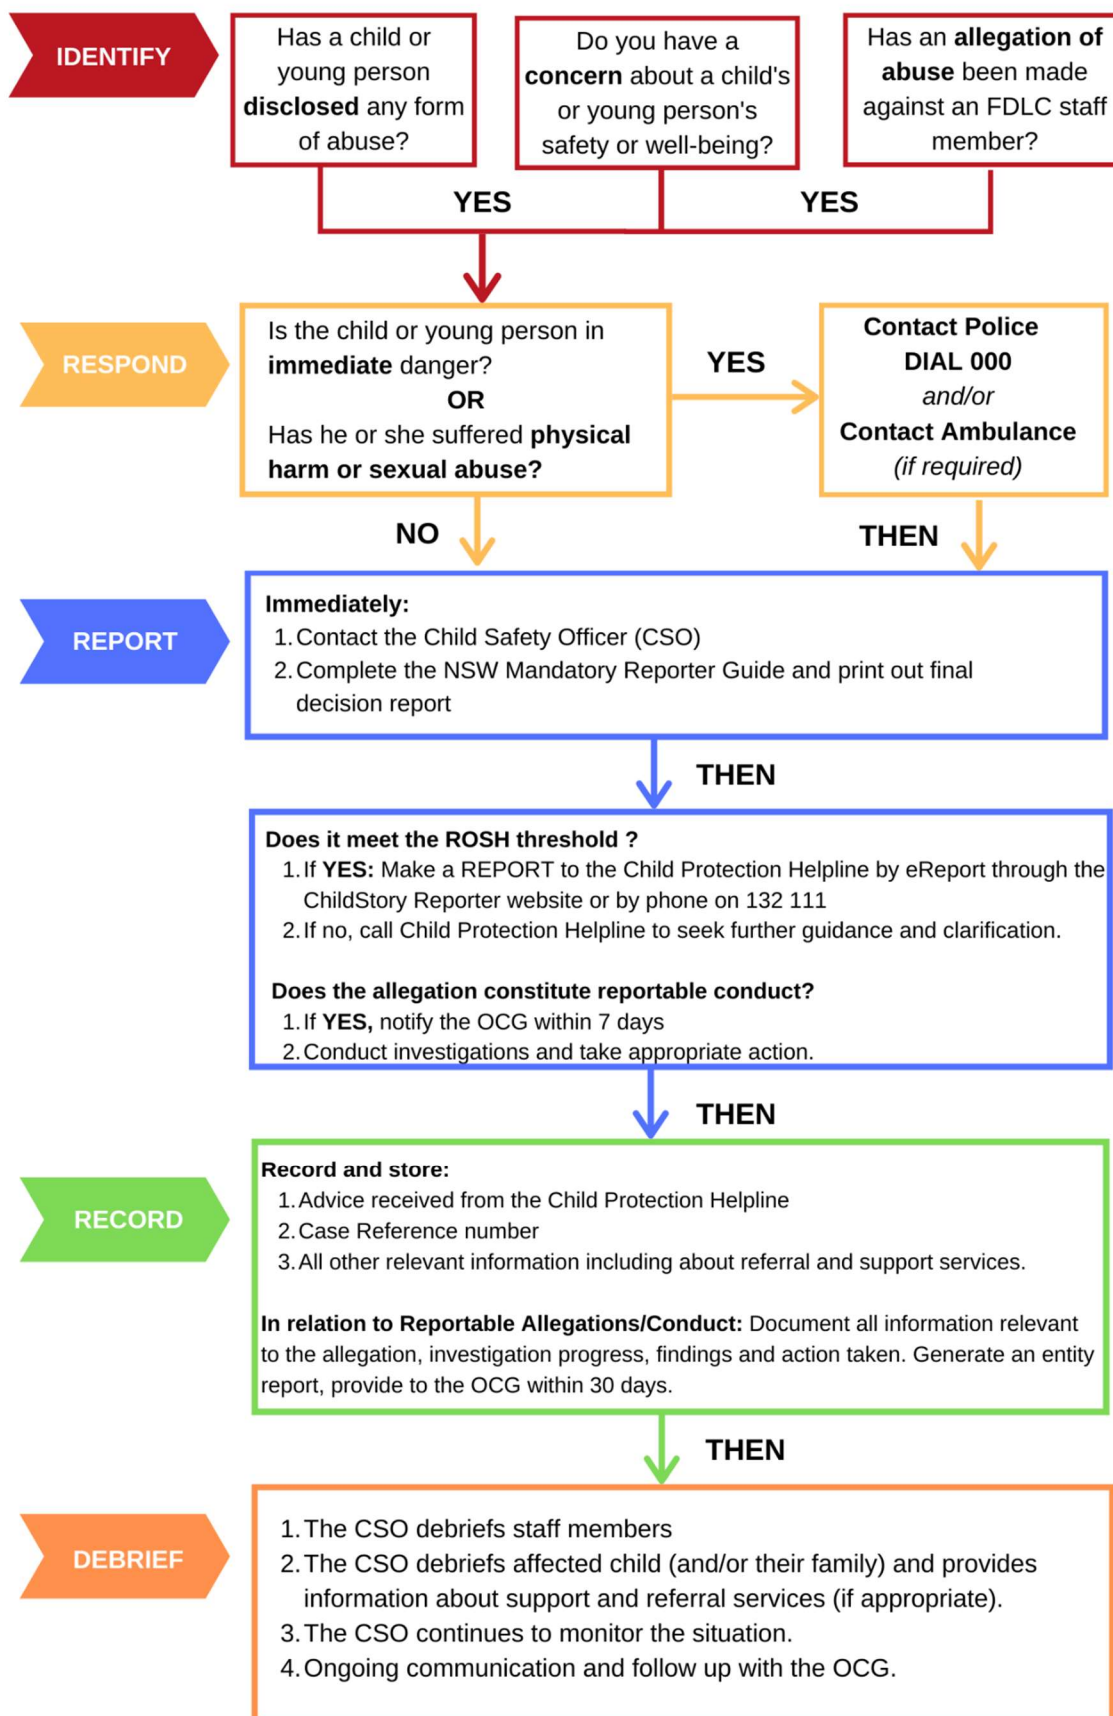 IDENTIFY
Has a child or
young person
disclosed any form
of abuse?
Do you have a
concern about a child's
or young person's
safety or well-being?
Has an allegation of
abuse been made
against an FDLC staff
member?
YES
YES
RESPOND
Is the child or young person in
immediate danger?
OR
Has he or she suffered physical
harm or sexual abuse?
YES
Contact Police
DIAL 000
and/or
Contact Ambulance
(if required)
NO
THEN
REPORT
Immediately:
1. Contact the Child Safety Officer (CSO)
2. Complete the NSW Mandatory Reporter Guide and print out final
decision report
THEN
Does it meet the ROSH threshold ?
1. If YES: Make a REPORT to the Child Protection Helpline by eReport through the
ChildStory Reporter website or by phone on 132 111
2. If no, call Child Protection Helpline to seek further guidance and clarification.
Does the allegation constitute reportable conduct?
1. If YES, notify the OCG within 7 days
2. Conduct investigations and take appropriate action.
THEN
RECORD
Record and store:
1. Advice received from the Child Protection Helpline
2. Case Reference number
3. All other relevant information including about referral and support services.
In relation to Reportable Allegations/Conduct: Document all information relevant
to the allegation, investigation progress, findings and action taken. Generate an entity
report, provide to the OCG within 30 days.
THEN
DEBRIEF
1. The CSO debriefs staff members
2. The CSO debriefs affected child (and/or their family) and provides
information about support and referral services (if appropriate).
3. The CSO continues to monitor the situation.
4. Ongoing communication and follow up with the OCG.